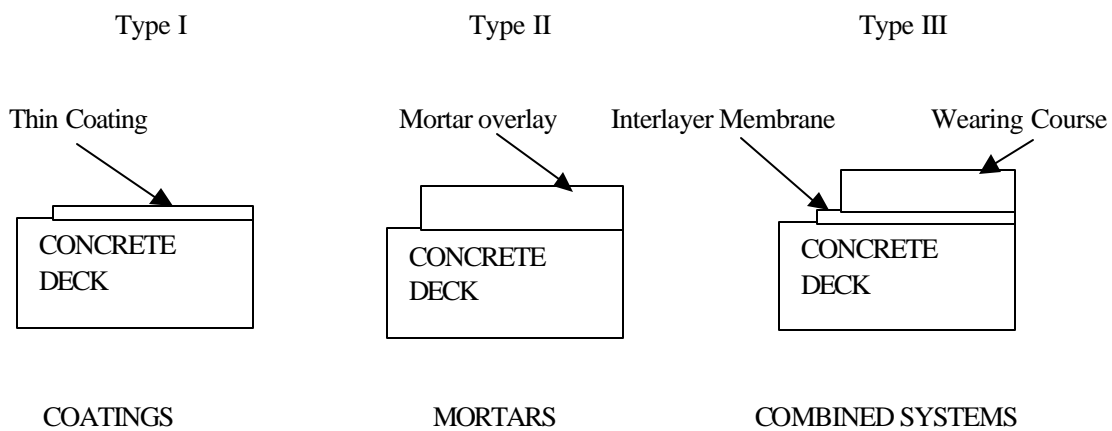 Type I
Type II
Type III
Thin Coating
Mortar overlay
Interlayer Membrane
Wearing Course
CONCRETE
DECK
CONCRETE
DECK
CONCRETE
DECK
COATINGS
MORTARS
COMBINED SYSTEMS